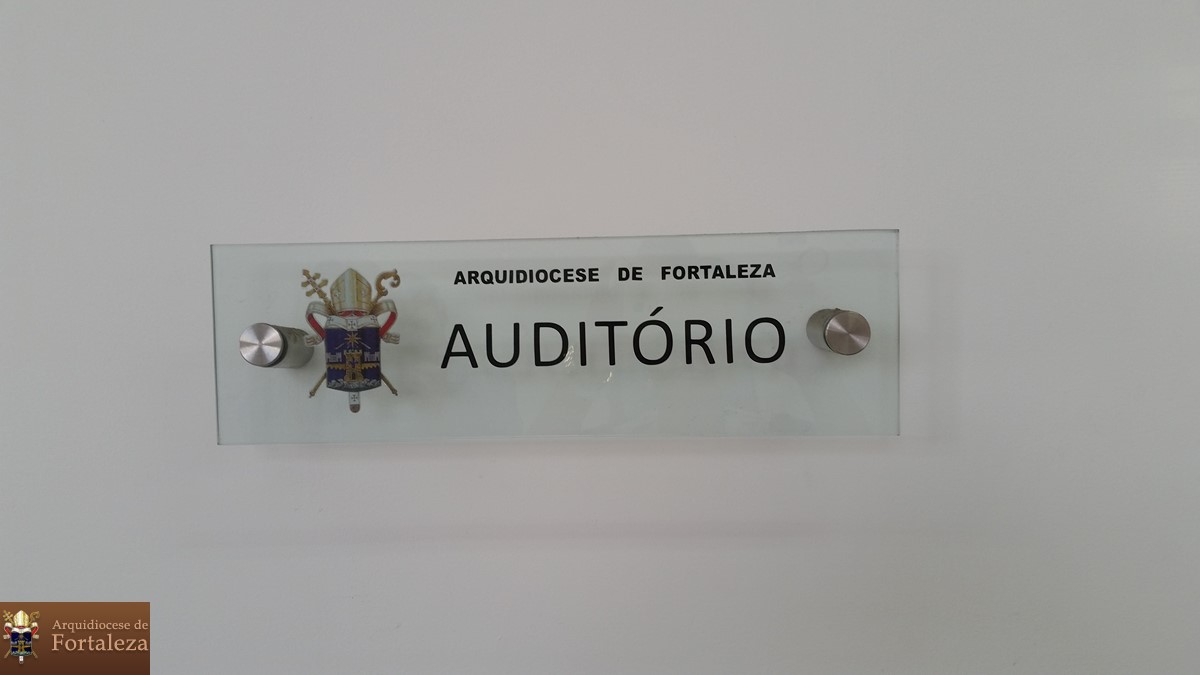 ARQUIDIOCESE DE FORTALEZA
AUDITÓRIO
Arquidiocese de
Fortaleza